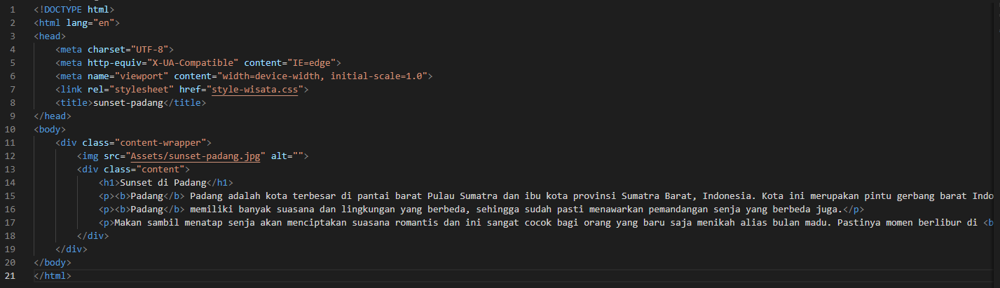 1 <!DOCTYPE html>
2 <html lang="en">
3 <head>
4 <meta charset="UTF-8">
5 <meta http-equiv="X-UA-Compatible" content="IE=edge">
6 <meta name="viewport" content="width=device-width, initial-scale=1.0">
7 <link rel="stylesheet" href="style-wisata.css">
8 <title>sunset-padang</title>
9 </head>
10 <body>
11 <div class="content-wrapper">
12 <img src="Assets/sunset-padang.jpg" alt="">
13 <div class="content">
14 <h1>Sunset di Padang</h1>
15 <p><b>Padang</b> Padang adalah kota terbesar di pantai barat Pulau Sumatra dan ibu kota provinsi Sumatra Barat, Indonesia. Kota ini merupakan pintu gerbang barat Indo
16 <p><b>Padang</b> memiliki banyak suasana dan lingkungan yang berbeda, sehingga sudah pasti menawarkan pemandangan senja yang berbeda juga.</p>
17 <p>Makan sambil menatap senja akan menciptakan suasana romantis dan ini sangat cocok bagi orang yang baru saja menikah alias bulan madu. Pastinya momen berlibur di <b
18 </div>
19 </div>
20 </body>
21 </html>